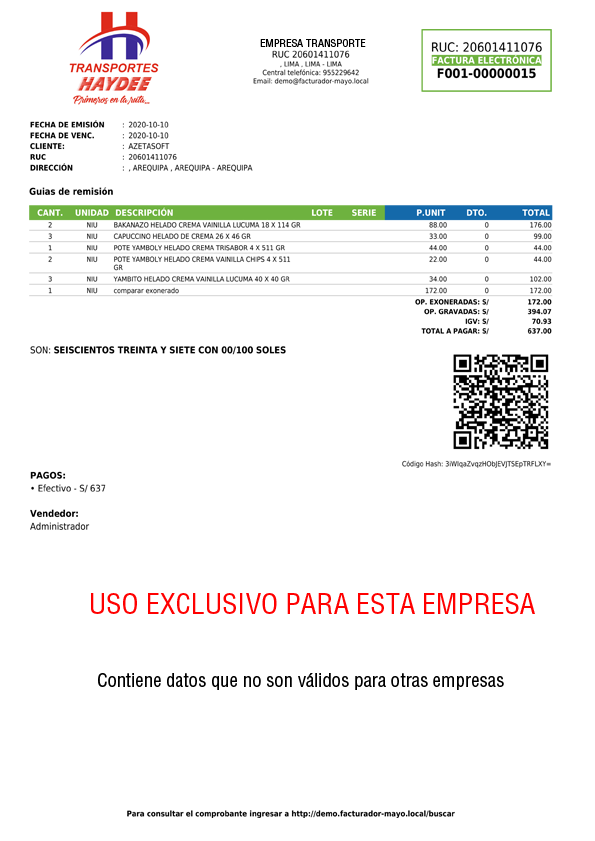 TRANSPORTES
HAYDEE
Primeros en la ruta...
EMPRESA TRANSPORTE
RUC 20601411076
, LIMA , LIMA - LIMA
Central telefónica: 955229642
Email: demo@facturador-mayo.local
RUC: 20601411076
FACTURA ELECTRÓNICA
F001-00000015
FECHA DE EMISIÓN : 2020-10-10
FECHA DE VENC. : 2020-10-10
CLIENTE: : AZETASOFT
RUC : 20601411076
DIRECCIÓN : , AREQUIPA , AREQUIPA - AREQUIPA
Guias de remisión
CANT. UNIDAD DESCRIPCIÓN LOTE SERIE P.UNIT DTO. TOTAL
2 NIU BAKANAZO HELADO CREMA VAINILLA LUCUMA 18 X 114 GR 88.00 0 176.00
3 NIU CAPUCCINO HELADO DE CREMA 26 X 46 GR 33.00 0 99.00
1 NIU POTE YAMBOLY HELADO CREMA TRISABOR 4 X 511 GR 44.00 0 44.00
2 NIU POTE YAMBOLY HELADO CREMA VAINILLA CHIPS 4 X 511 22.00 0 44.00
GR
3 NIU YAMBITO HELADO CREMA VAINILLA LUCUMA 40 X 40 GR 34.00 0 102.00
1 NIU comparar exonerado 172.00 0 172.00
OP. EXONERADAS: S/ 172.00
OP. GRAVADAS: S/ 394.07
IGV: S/ 70.93
TOTAL A PAGAR: S/ 637.00
SON: SEISCIENTOS TREINTA Y SIETE CON 00/100 SOLES
Código Hash: 3iWIqaZvqzHObJEVJTSEpTRFLXY=
PAGOS:
• Efectivo - S/ 637
Vendedor:
Administrador
USO EXCLUSIVO PARA ESTA EMPRESA
Contiene datos que no son válidos para otras empresas
Para consultar el comprobante ingresar a http://demo.facturador-mayo.local/buscar